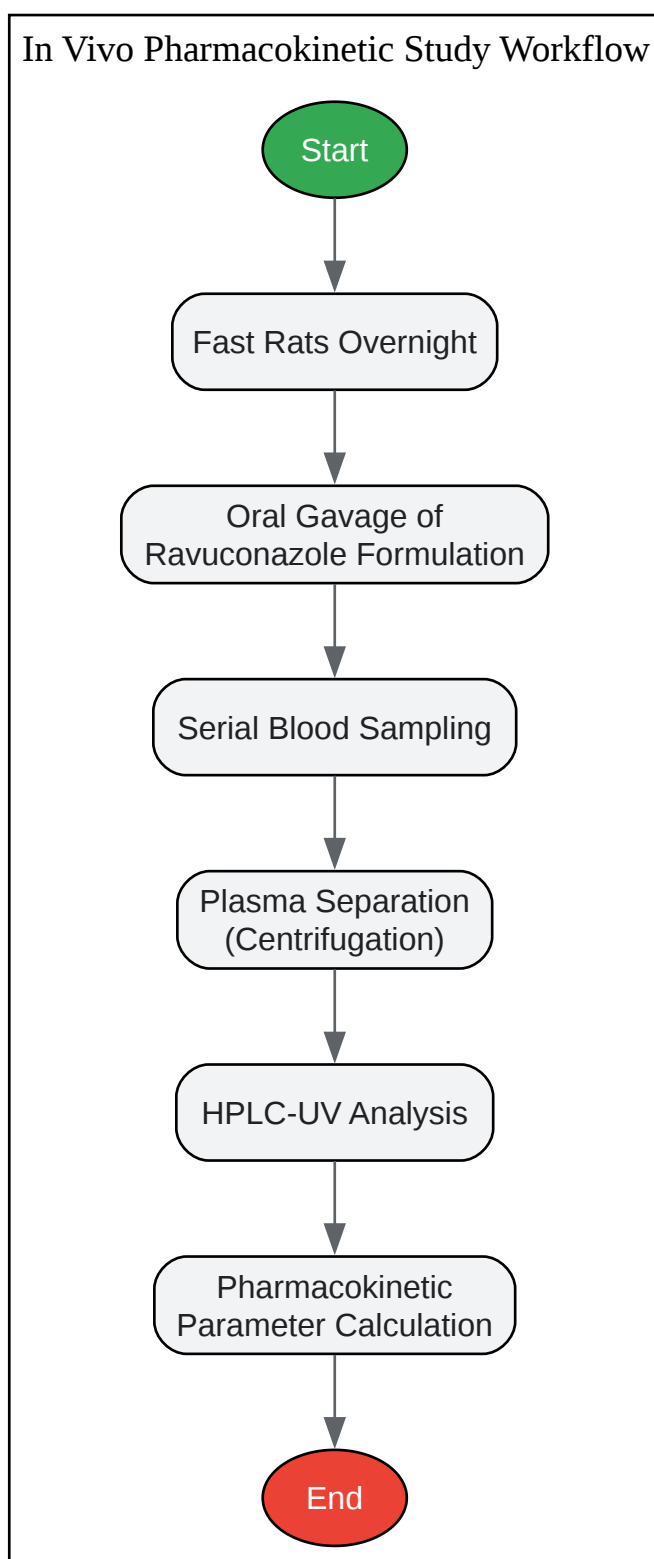 In Vivo Pharmacokinetic Study Workflow
Start
Fast Rats Overnight
Oral Gavage of
Ravuconazole Formulation
Serial Blood Sampling
Plasma Separation
(Centrifugation)
HPLC-UV Analysis
Pharmacokinetic
Parameter Calculation
End